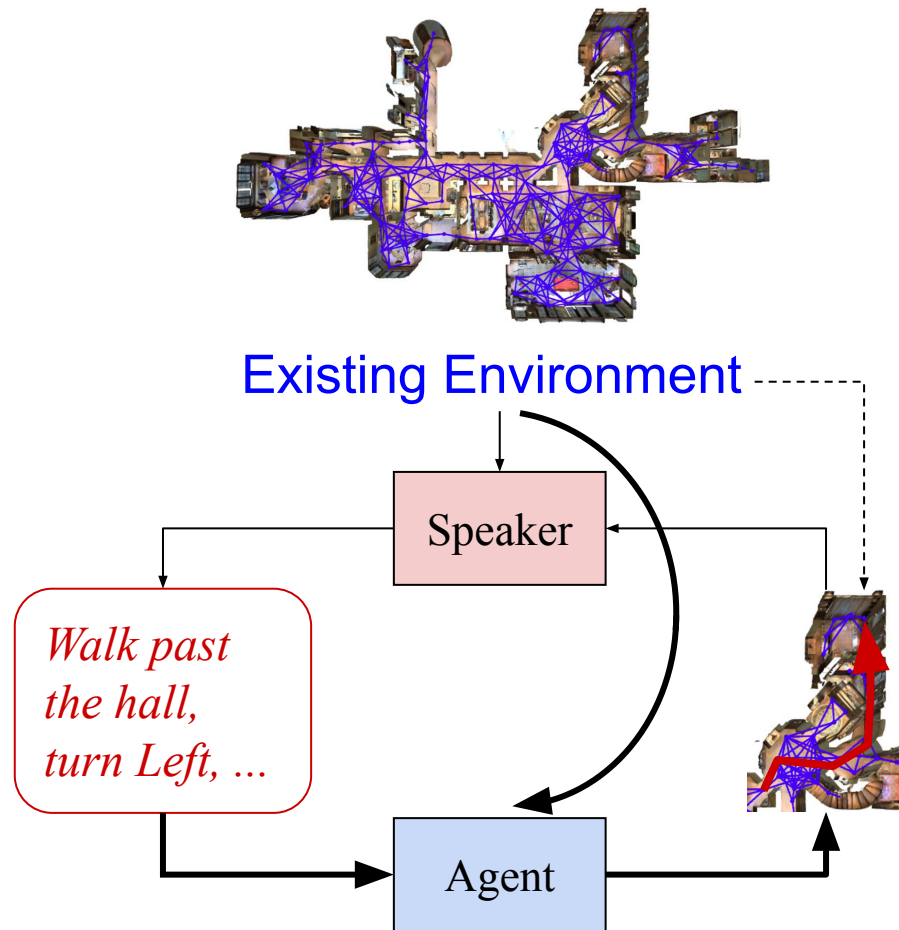 Existing Environment
Speaker
Walk past
the hall,
turn Left, ...
Agent